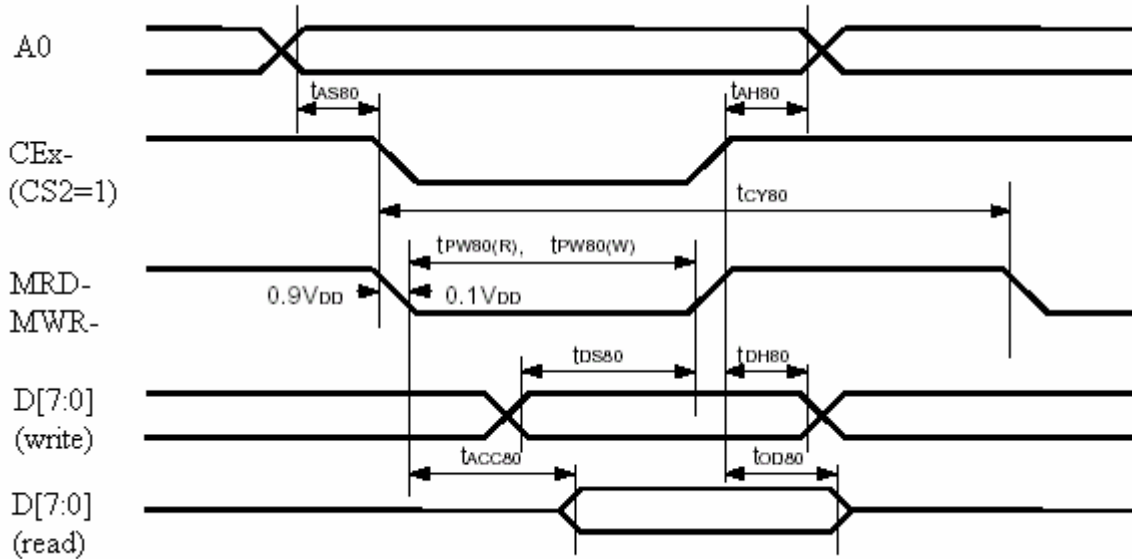 A0
tAS80
tAH80
CEx-
(CS2=1)
tCY80
tPW80(R), tPW80(W)
MRD-
MWR-
0.9VDD
0.1VDD
tDS80
tDH80
D[7:0]
(write)
tACC80
tOD80
D[7:0]
(read)